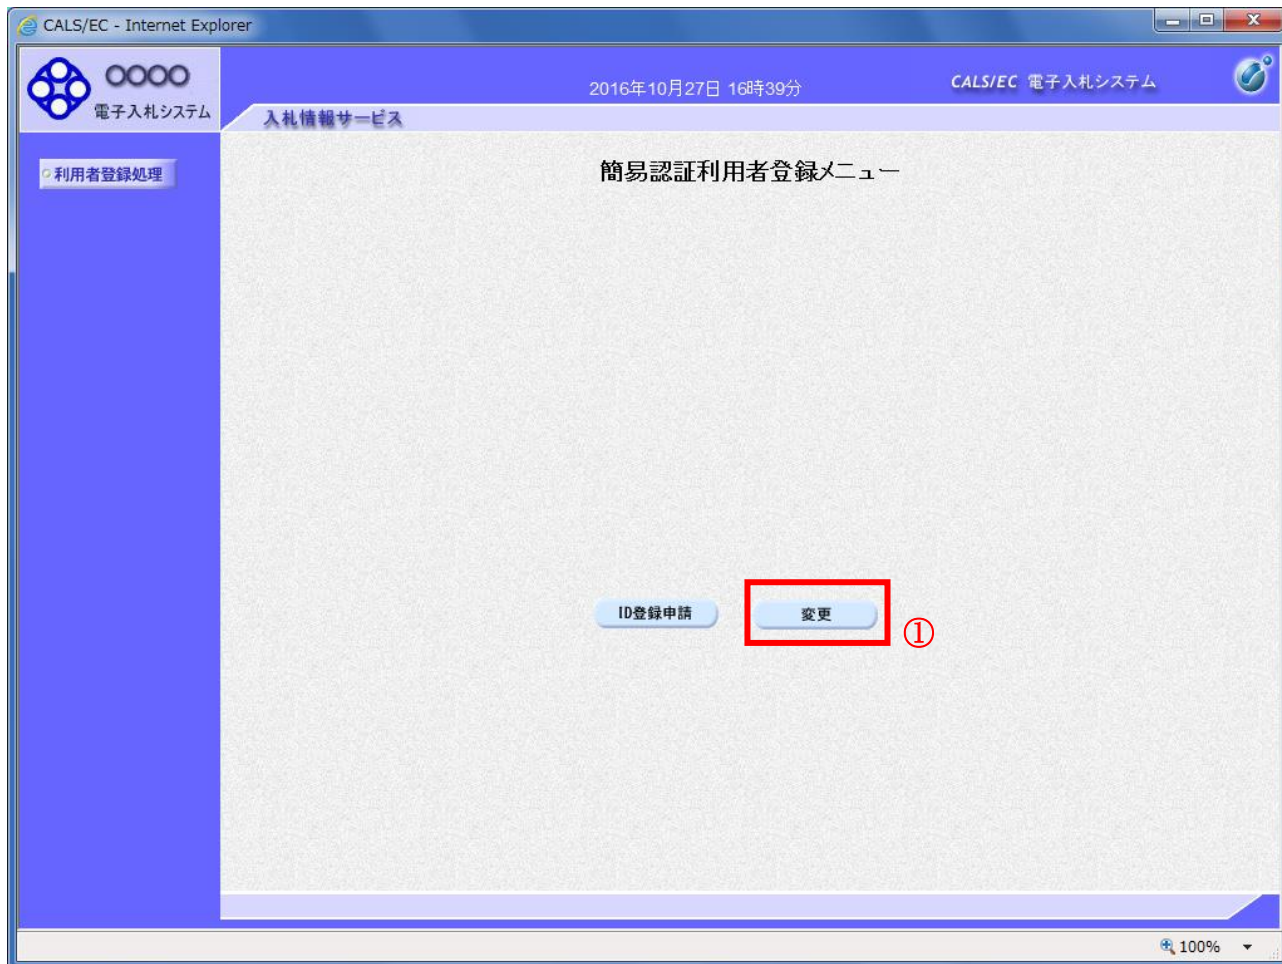 CALS/EC - Internet Explorer
○○○○
電子入札システム
2016年10月27日 16時39分
CALS/EC 電子入札システム
入札情報サービス
利用者登録処理
簡易認証利用者登録メニュー
ID登録申請
変更
①
100%